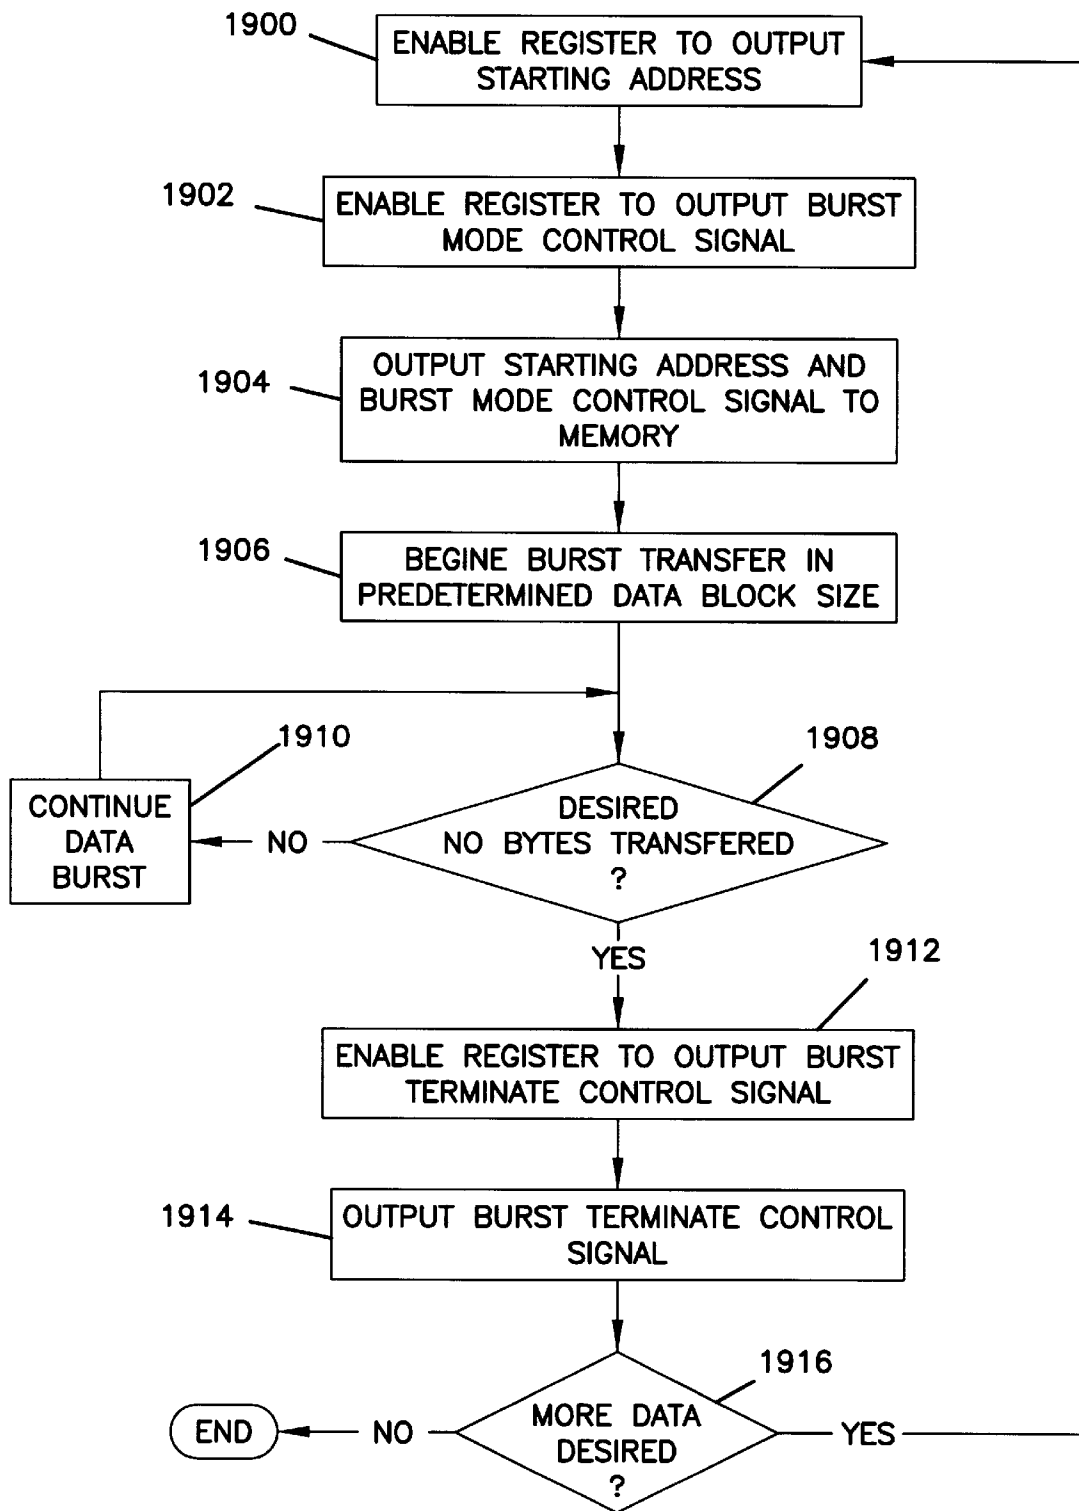 1900
ENABLE REGISTER TO OUTPUT
STARTING ADDRESS
1902
ENABLE REGISTER TO OUTPUT BURST
MODE CONTROL SIGNAL
1904
OUTPUT STARTING ADDRESS AND
BURST MODE CONTROL SIGNAL TO
MEMORY
1906
BEGINE BURST TRANSFER IN
PREDETERMINED DATA BLOCK SIZE
1910
CONTINUE
DATA
BURST
NO
1908
DESIRED
NO BYTES TRANSFERED
?
YES
1912
ENABLE REGISTER TO OUTPUT BURST
TERMINATE CONTROL SIGNAL
1914
OUTPUT BURST TERMINATE CONTROL
SIGNAL
1916
MORE DATA
DESIRED
?
END
NO
YES